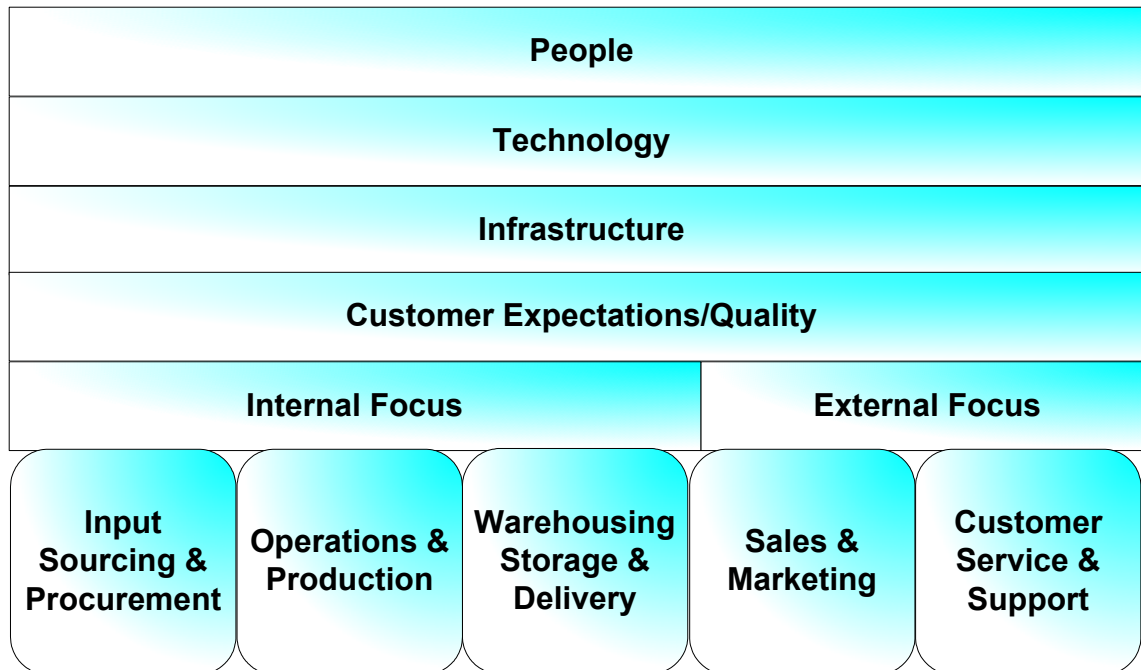 People
Technology
Infrastructure
Customer Expectations/Quality
Internal Focus
External Focus
Input
Sourcing &
Procurement
Operations &
Production
Warehousing
Storage &
Delivery
Sales &
Marketing
Customer
Service &
Support